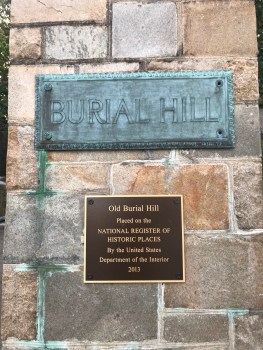 BURIAL HILL
Old Burial Hill
Placed on the
NATIONAL REGISTER OF
HISTORIC PLACES
By the United States
Department of the Interior
2013